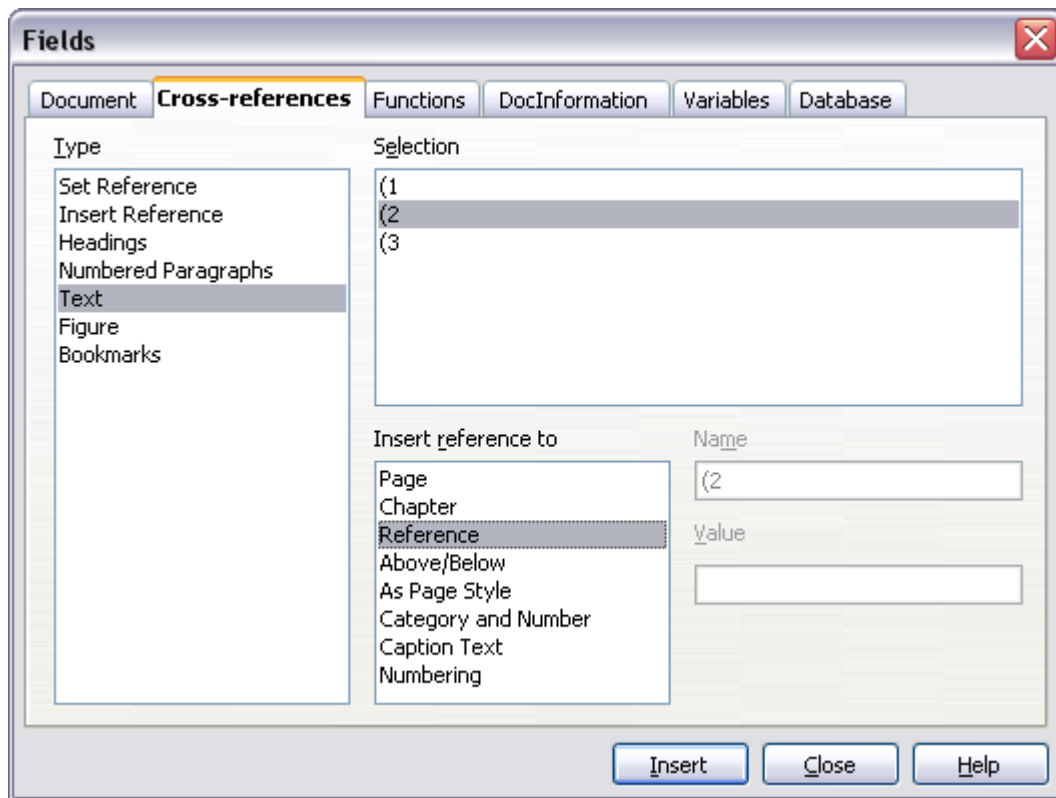 Fields
Document Cross-references Functions DocInformation Variables Database
Type
Set Reference
Insert Reference
Headings
Numbered Paragraphs
Text
Figure
Bookmarks
Selection
(1
(2
(3
Insert reference to
Page
Chapter
Reference
Above/Below
As Page Style
Category and Number
Caption Text
Numbering
Name
(2
Value
Insert Close Help